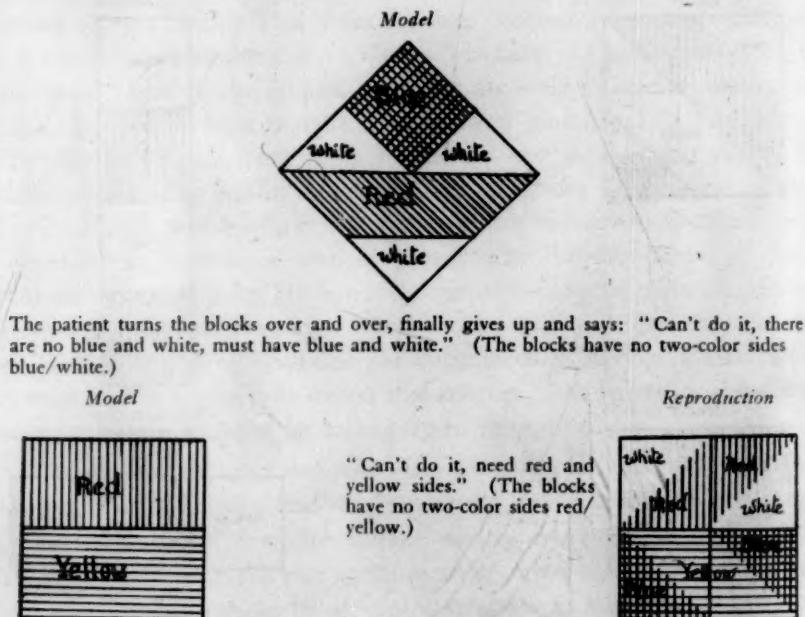 Model
Blue
white white
Red
white
The patient turns the blocks over and over, finally gives up and says: "Can't do it, there
are no blue and white, must have blue and white." (The blocks have no two-color sides
blue/white.)
Model
Red
Yellow
"Can't do it, need red and
yellow sides." (The blocks
have no two-color sides red/
yellow.)
Reproduction
white Red
Red white
Blue Yellow Blue